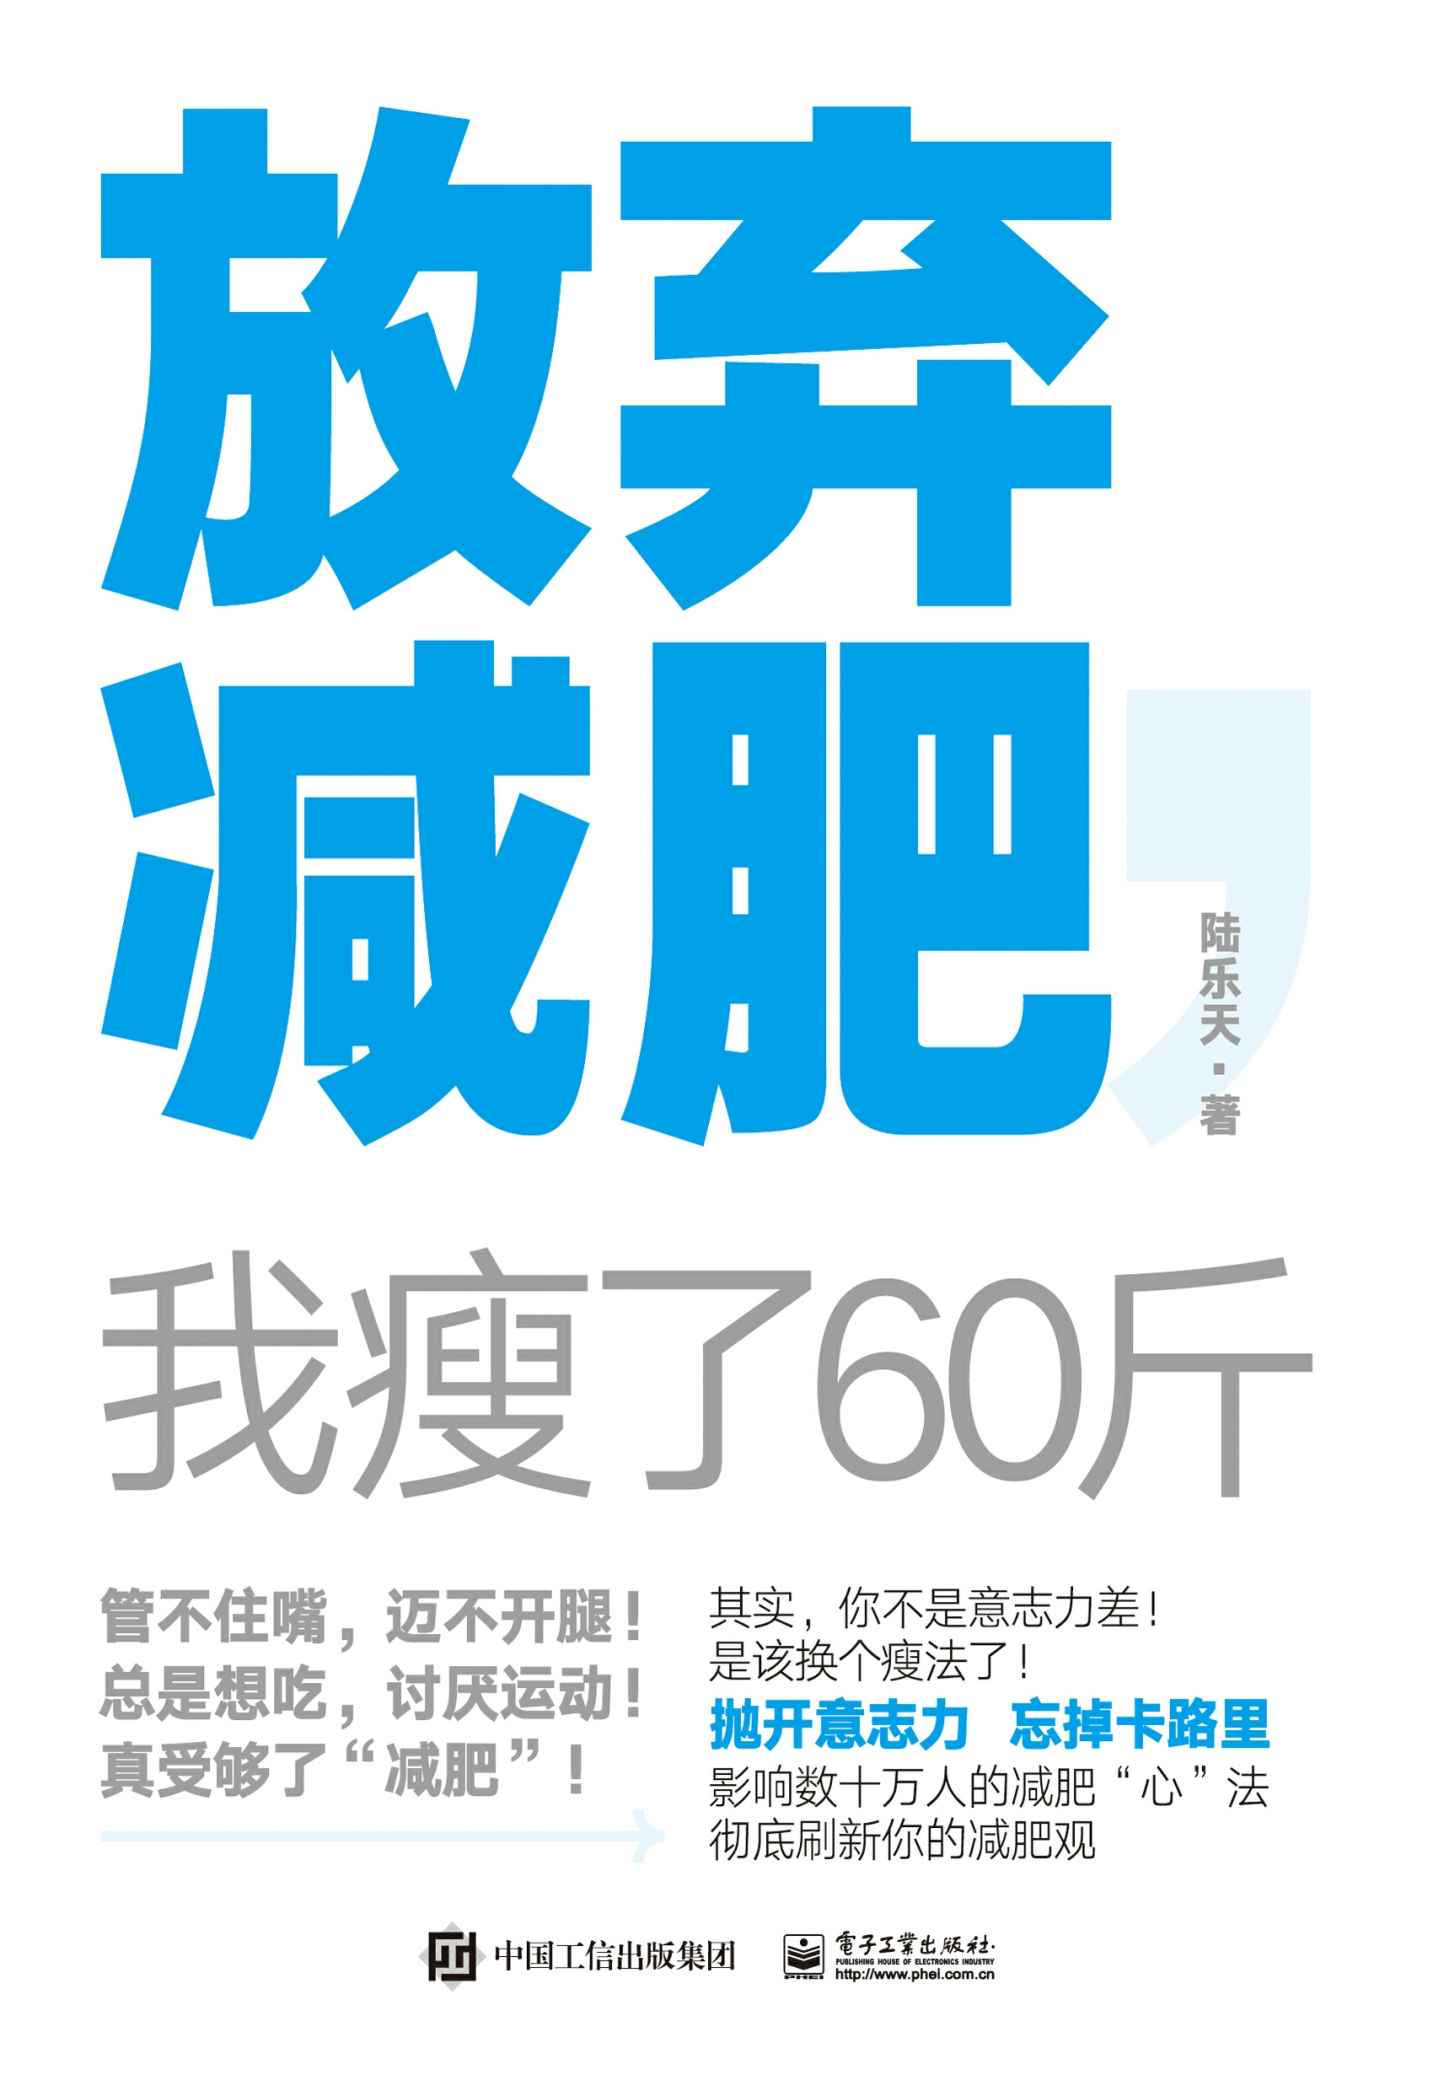 放弃
减肥，
陆乐天·著
我瘦了60斤
管不住嘴，迈不开腿！
总是想吃，讨厌运动！
真受够了“减肥”！
其实，你不是意志力差！
是该换个瘦法了！
抛开意志力 忘掉卡路里
影响数十万人的减肥“心”法
彻底刷新你的减肥观
中国工信出版集团
電子工業出版社·
PUBLISHING HOUSE OF ELECTRONICS INDUSTRY
http://www.phei.com.cn
PHEI